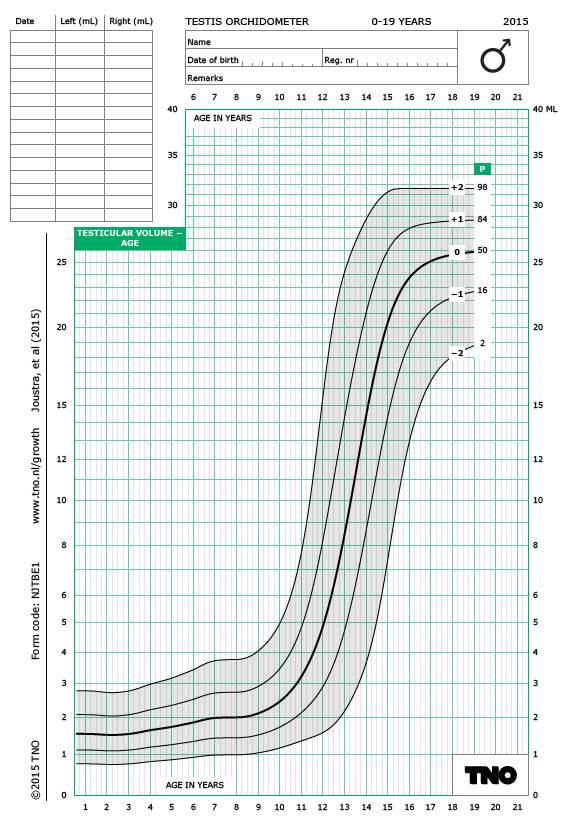 Date Left (mL) Right (mL)
TESTIS ORCHIDOMETER 0-19 YEARS 2015
Name
Date of birth Reg. nr
Remarks
6 7 8 9 10 11 12 13 14 15 16 17 18 19 20 21
40 AGE IN YEARS 40 ML
35 35
P
+2 98
30 30
+1 84
TESTICULAR VOLUME –
AGE
0 50
25 25
–1 16
20 20
–2 2
15 15
12 12
10 10
8 8
6 6
5 5
4 4
3 3
2 2
1 1
AGE IN YEARS
TNO
0 0
1 2 3 4 5 6 7 8 9 10 11 12 13 14 15 16 17 18 19 20 21
©2015 TNO Form code: NJTBE1 www.tno.nl/growth Joustra, et al (2015)